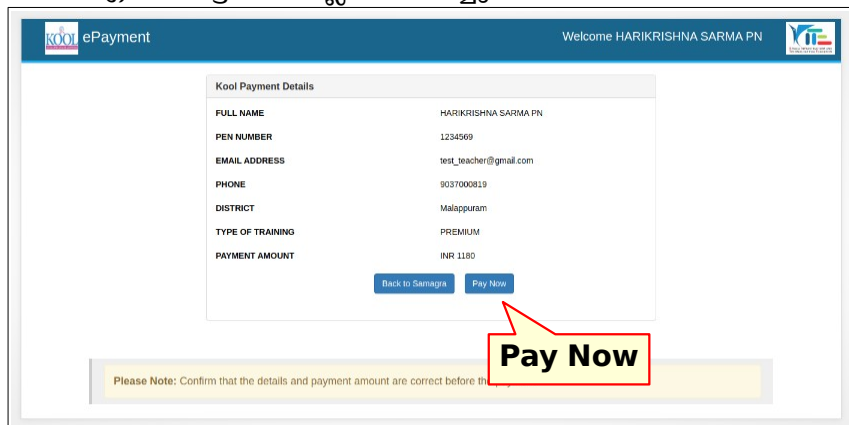 KOOL ePayment
Welcome HARIKRISHNA SARMA PN
Kool Payment Details
FULL NAME HARIKRISHNA SARMA PN
PEN NUMBER 1234569
EMAIL ADDRESS test_teacher@gmail.com
PHONE 9037000819
DISTRICT Malappuram
TYPE OF TRAINING PREMIUM
PAYMENT AMOUNT INR 1180
Back to Samagra Pay Now
Pay Now
Please Note: Confirm that the details and payment amount are correct before